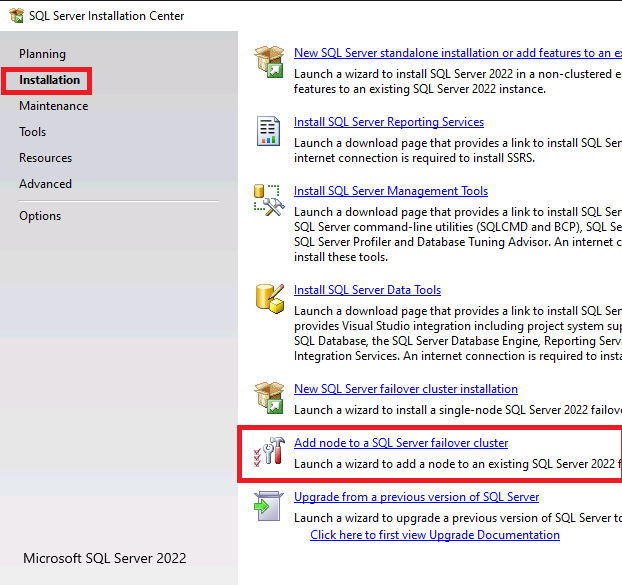 SQL Server Installation Center
Planning
Installation
Maintenance
Tools
Resources
Advanced
Options
New SQL Server standalone installation or add features to an
Launch a wizard to install SQL Server 2022 in a non-clustered
features to an existing SQL Server 2022 instance.
Install SQL Server Reporting Services
Launch a download page that provides a link to install SQL
internet connection is required to install SSRS.
Install SQL Server Management Tools
Launch a download page that provides a link to install SQL
SQL Server command-line utilities (SQLCMD and BCP), SQL
SQL Server Profiler and Database Tuning Advisor. An internet
install these tools.
Install SQL Server Data Tools
Launch a download page that provides a link to install SQL
provides Visual Studio integration including project system
SQL Database, the SQL Server Database Engine, Reporting
Integration Services. An internet connection is required to
New SQL Server failover cluster installation
Launch a wizard to install a single-node SQL Server 2022
Add node to a SQL Server failover cluster
Launch a wizard to add a node to an existing SQL Server 2022
Upgrade from a previous version of SQL Server
Launch a wizard to upgrade a previous version of SQL Server
Click here to first view Upgrade Documentation
Microsoft SQL Server 2022